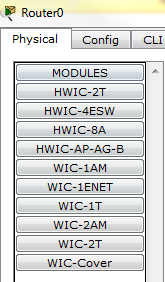 Router0
Physical Config CLI
MODULES
HWIC-2T
HWIC-4ESW
HWIC-8A
HWIC-AP-AG-B
WIC-1AM
WIC-1ENET
WIC-1T
WIC-2AM
WIC-2T
WIC-Cover